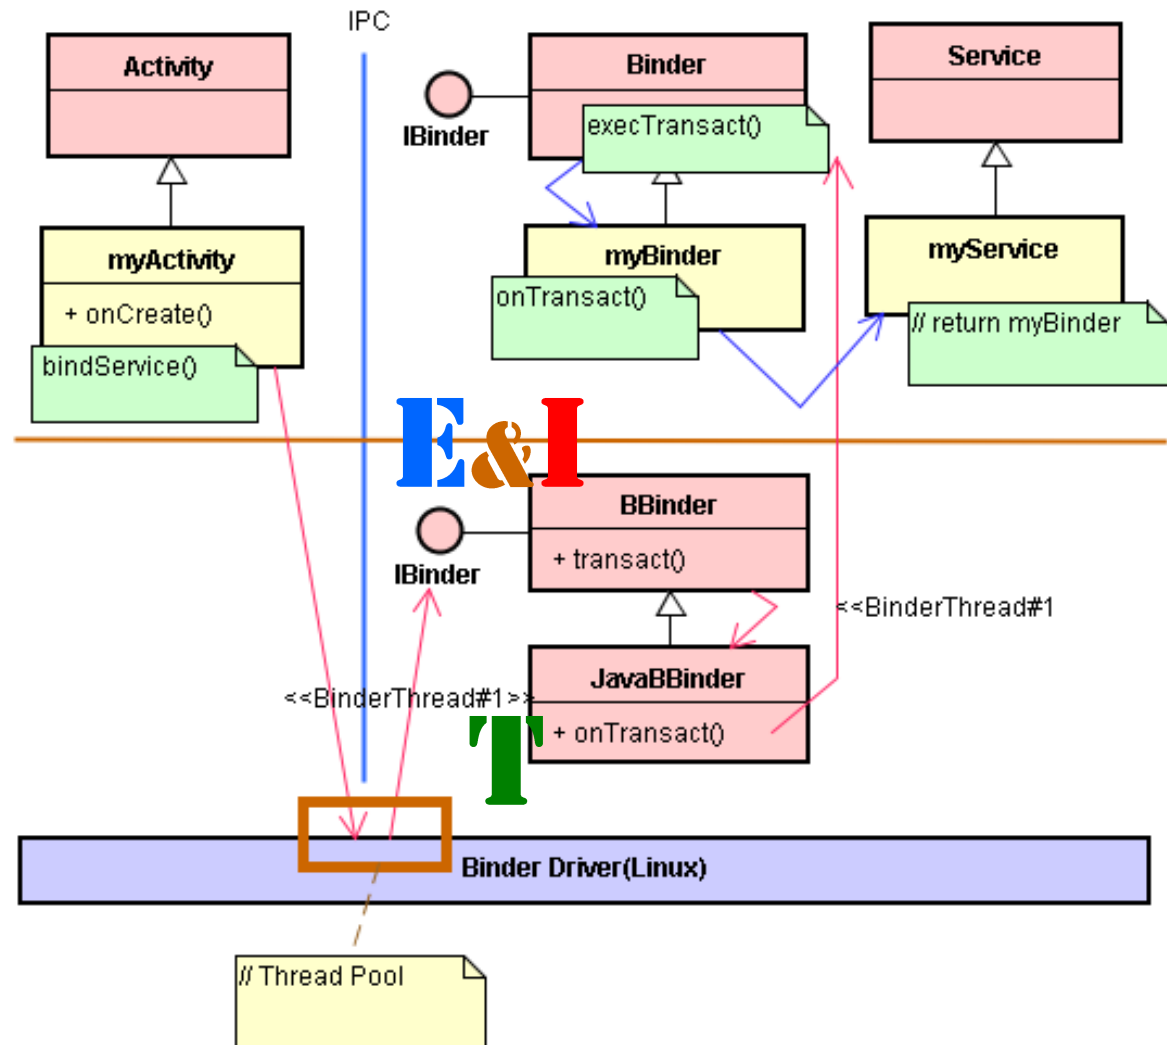 IPC
Activity
Binder
Service
IBinder
execTransact()
myActivity
+ onCreate()
bindService()
myBinder
onTransact()
myService
// return myBinder
E&I
BBinder
+ transact()
IBinder
<<BinderThread#1
JavaBBinder
+ onTransact()
<<BinderThread#1>>
T
Binder Driver(Linux)
// Thread Pool